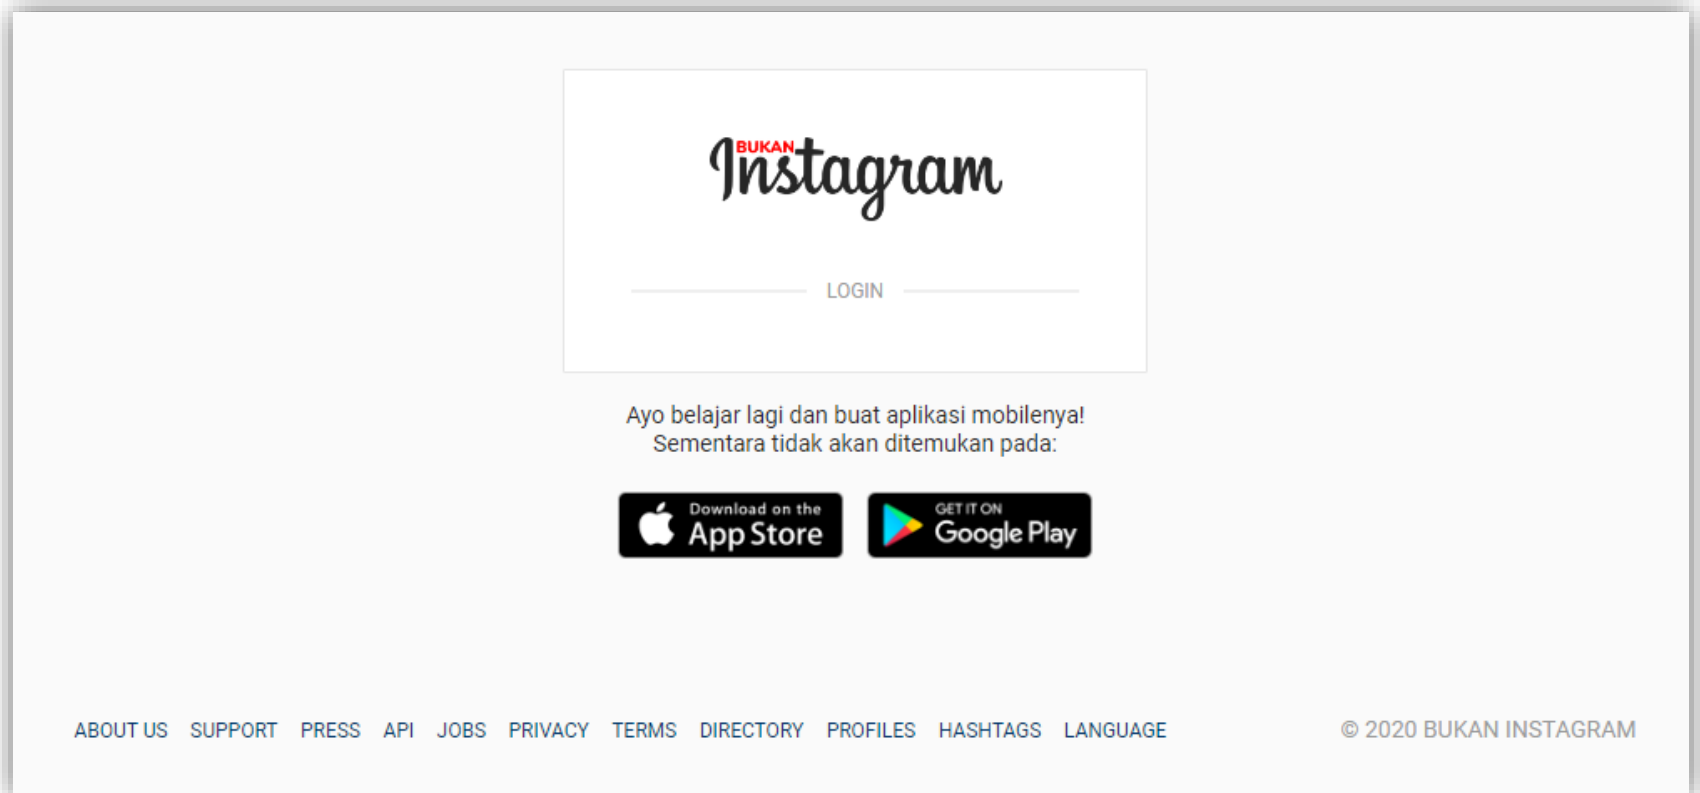 BUKAN
Instagram
LOGIN
Ayo belajar lagi dan buat aplikasi mobilenya!
Sementara tidak akan ditemukan pada:
Download on the
App Store
GET IT ON
Google Play
ABOUT US SUPPORT PRESS API JOBS PRIVACY TERMS DIRECTORY PROFILES HASHTAGS LANGUAGE © 2020 BUKAN INSTAGRAM